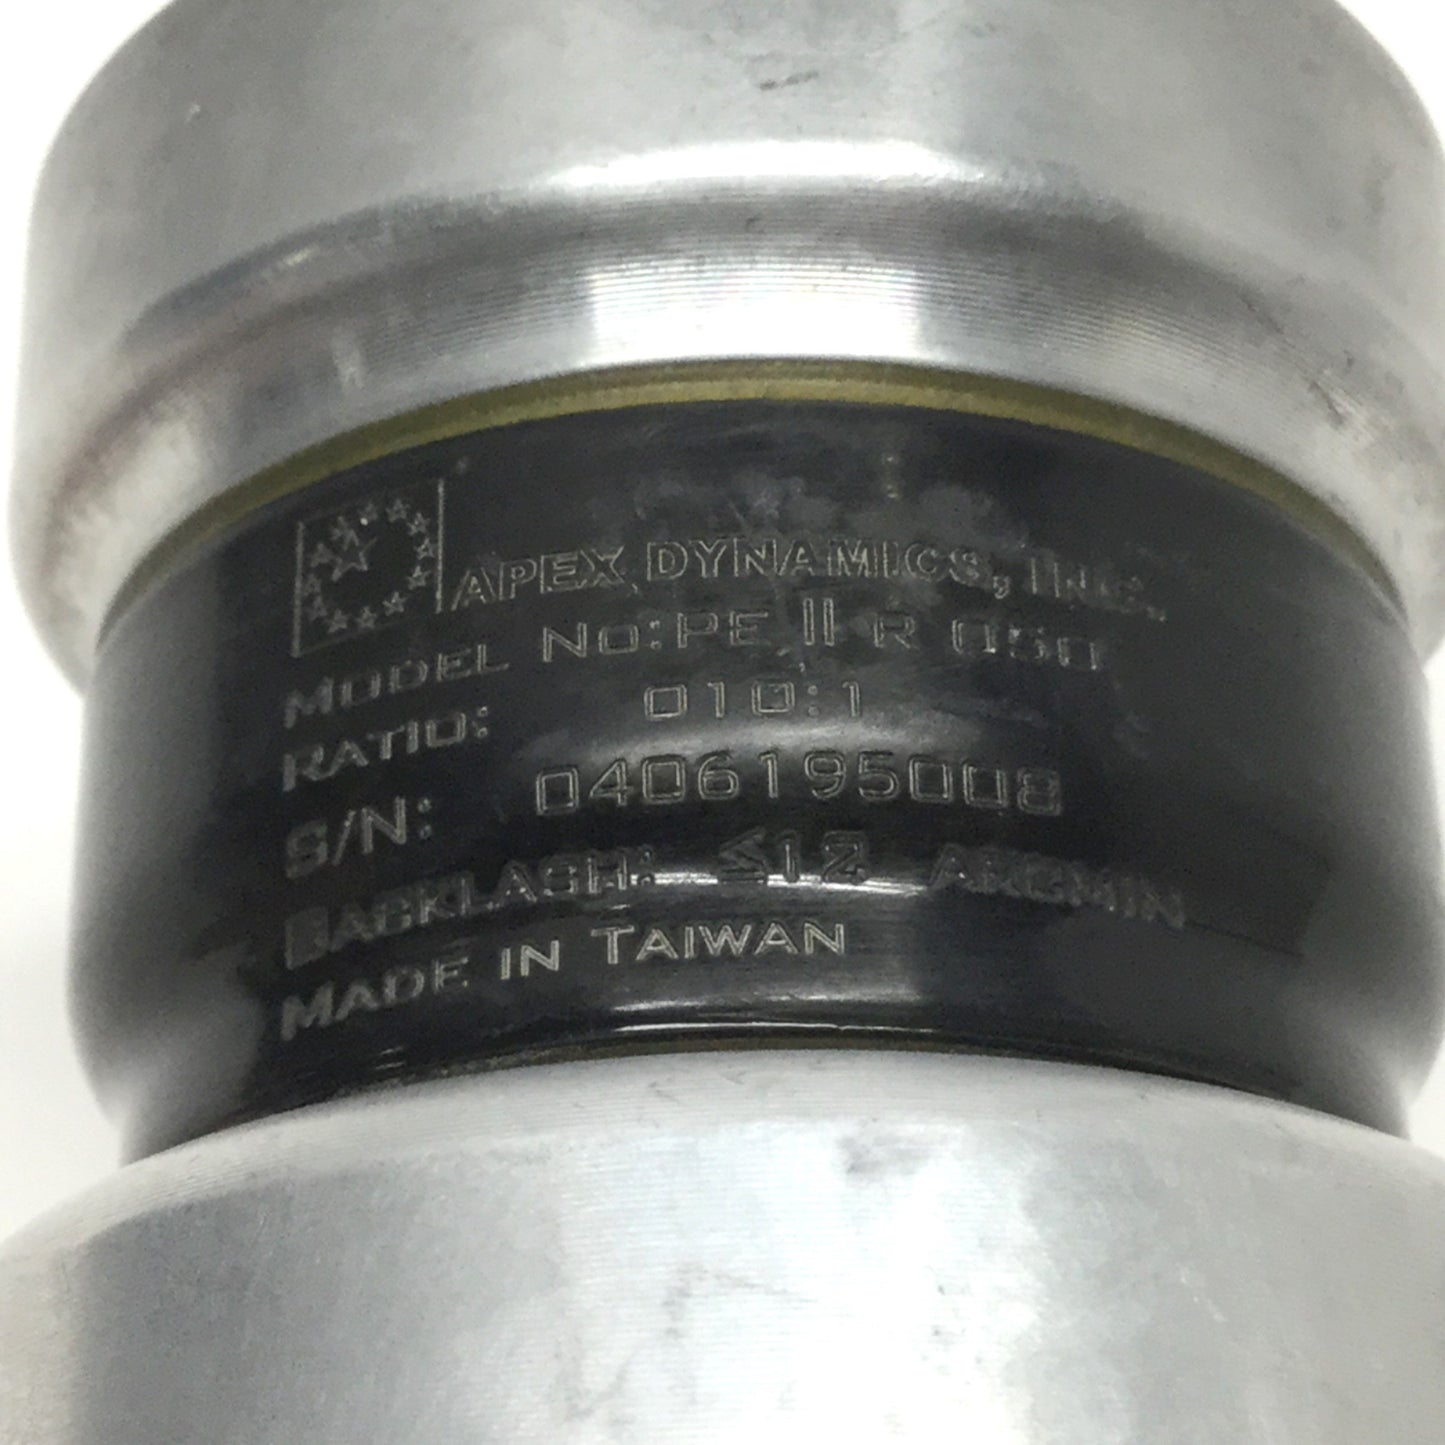 APEX DYNAMICS, INC.
MODEL NO: PE II R 050
RATIO: 010:1
S/N: 0406195008
BACKLASH: ≤12 ARCMIN
MADE IN TAIWAN